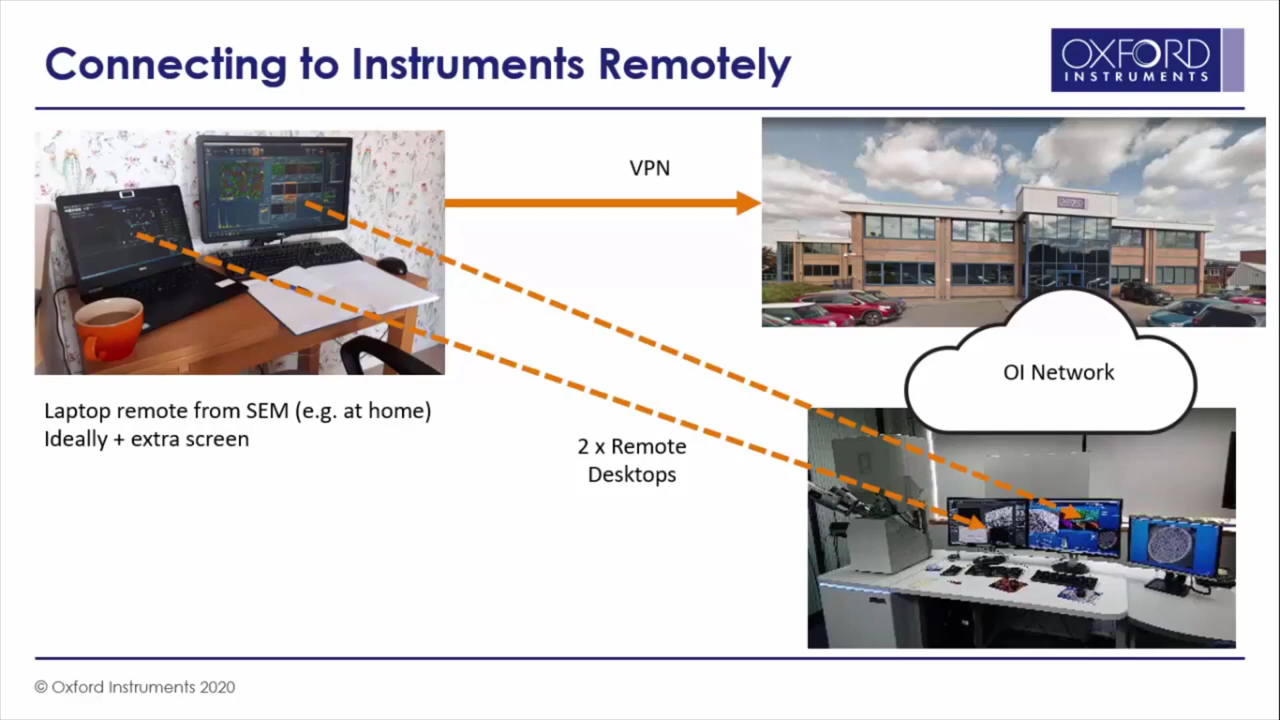 Connecting to Instruments Remotely
OXFORD
INSTRUMENTS
VPN
OXFORD
OI Network
Laptop remote from SEM (e.g. at home)
Ideally + extra screen
2 x Remote
Desktops
© Oxford Instruments 2020